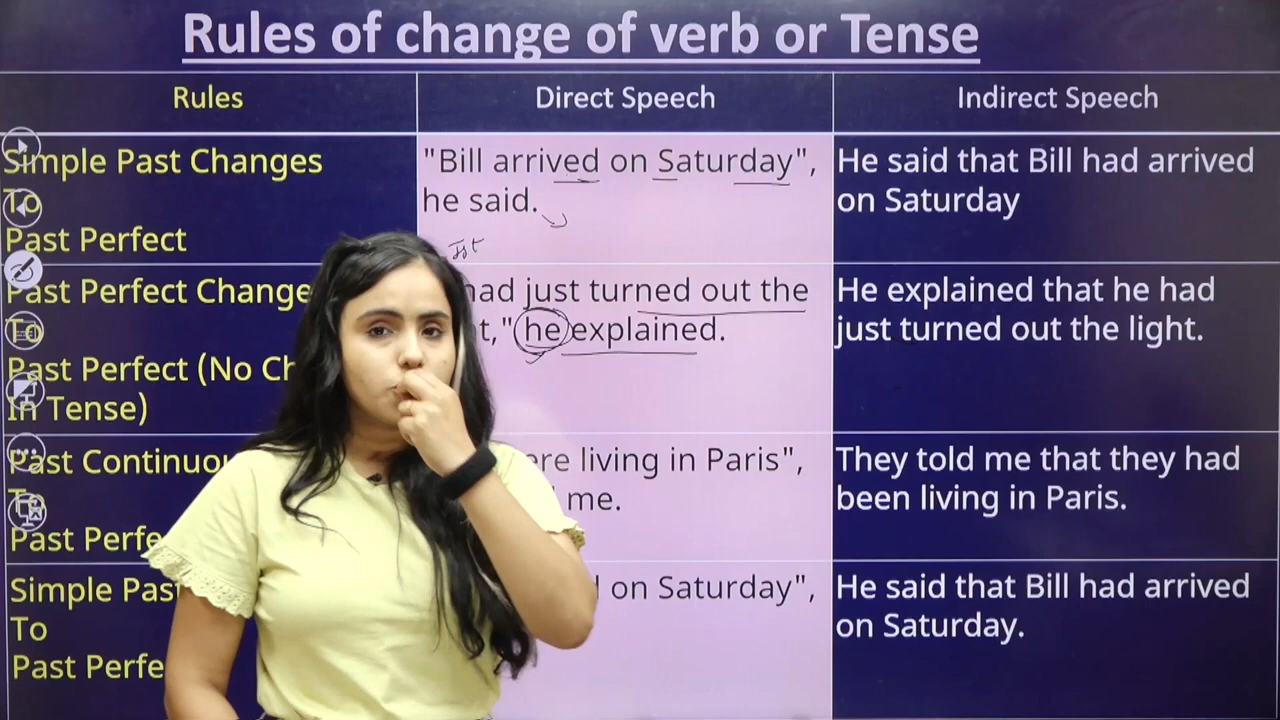 Rules of change of verb or Tense
Rules
Direct Speech
Indirect Speech
Simple Past Changes
To
Past Perfect
"Bill arrived on Saturday",
he said.
He said that Bill had arrived
on Saturday
Past Perfect Change
To
Past Perfect (No Ch
In Tense)
had just turned out the
t," he explained.
He explained that he had
just turned out the light.
Past Continuou
To
Past Perfe
ere living in Paris",
me.
They told me that they had
been living in Paris.
Simple Past
To
Past Perfe
on Saturday",
He said that Bill had arrived
on Saturday.